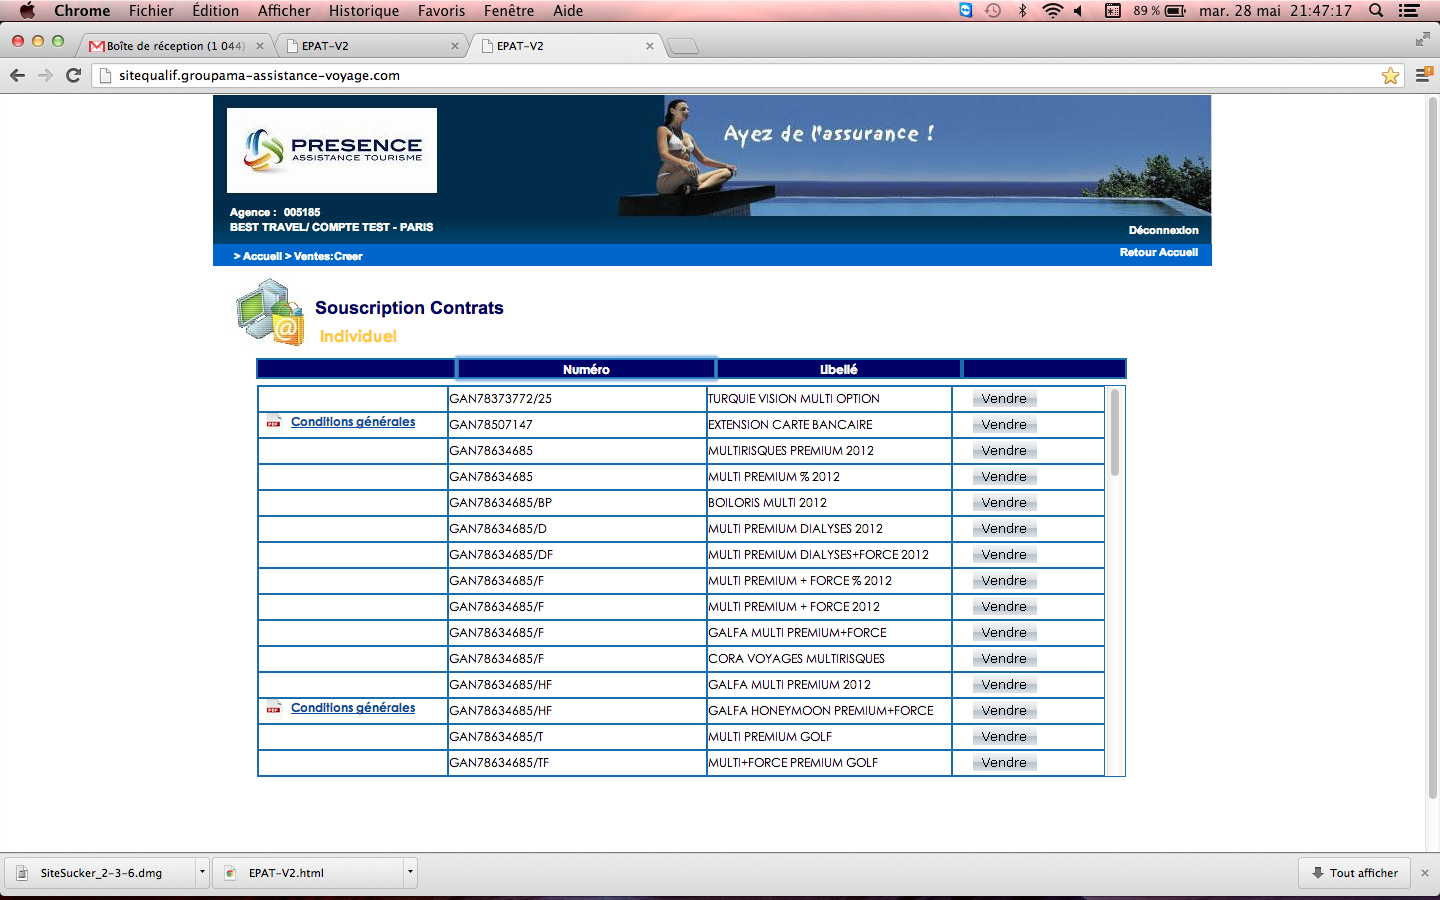 Chrome Fichier Édition Afficher Historique Favoris Fenêtre Aide 89 % mar. 28 mai 21:47:17
Boîte de réception (1 044) EPAT-V2 EPAT-V2
sitequalif.groupama-assistance-voyage.com
PRESENCE
ASSISTANCE TOURISME
Ayez de l'assurance !
Agence : 005185
BEST TRAVEL/ COMPTE TEST - PARIS
Déconnexion
> Accueil > Ventes:Creer
Retour Accueil
Souscription Contrats
Individuel
Numéro Libellé
GAN78373772/25 TURQUIE VISION MULTI OPTION Vendre
PDF Conditions générales GAN78507147 EXTENSION CARTE BANCAIRE Vendre
GAN78634685 MULTIRISQUES PREMIUM 2012 Vendre
GAN78634685 MULTI PREMIUM % 2012 Vendre
GAN78634685/BP BOILORIS MULTI 2012 Vendre
GAN78634685/D MULTI PREMIUM DIALYSES 2012 Vendre
GAN78634685/DF MULTI PREMIUM DIALYSES+FORCE 2012 Vendre
GAN78634685/F MULTI PREMIUM + FORCE % 2012 Vendre
GAN78634685/F MULTI PREMIUM + FORCE 2012 Vendre
GAN78634685/F GALFA MULTI PREMIUM+FORCE Vendre
GAN78634685/F CORA VOYAGES MULTIRISQUES Vendre
GAN78634685/HF GALFA MULTI PREMIUM 2012 Vendre
PDF Conditions générales GAN78634685/HF GALFA HONEYMOON PREMIUM+FORCE Vendre
GAN78634685/T MULTI PREMIUM GOLF Vendre
GAN78634685/TF MULTI+FORCE PREMIUM GOLF Vendre
SiteSucker_2-3-6.dmg EPAT-V2.html Tout afficher